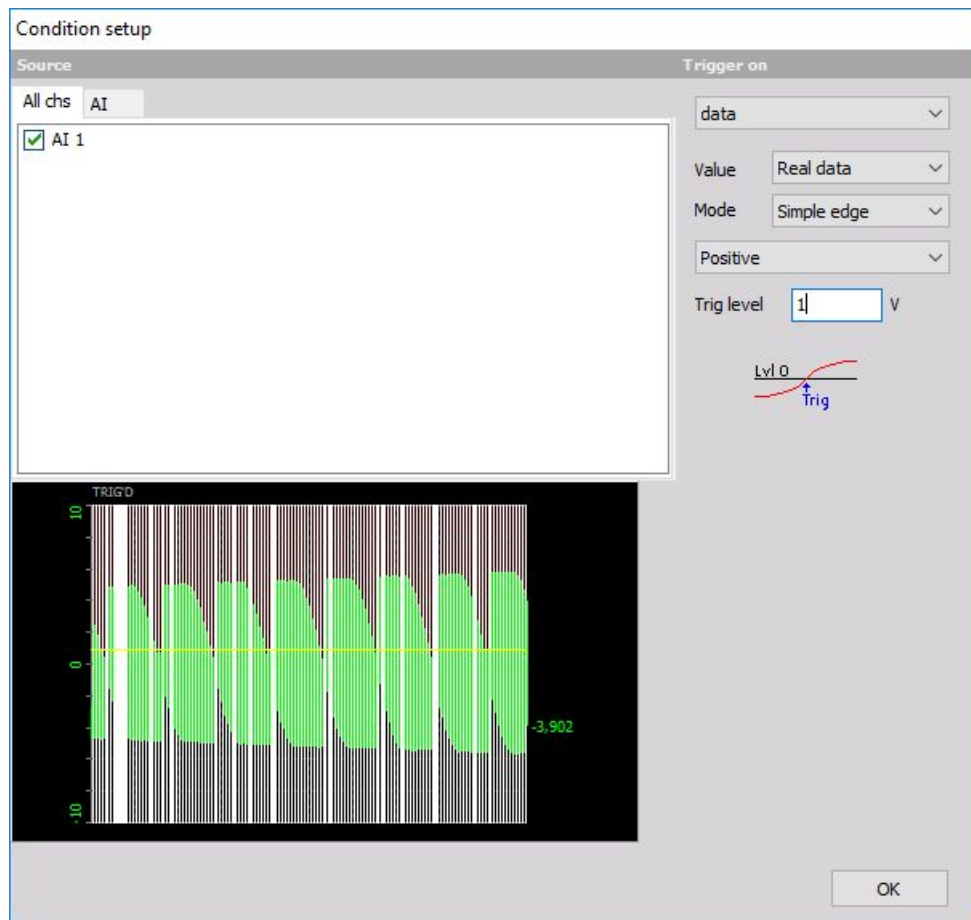 Condition setup
Source
Trigger on
All chs
AI
AI 1
data
Value
Real data
Mode
Simple edge
Positive
Trig level
1
V
Lvl 0
Trig
TRIG'D
10
0
-10
-3,902
OK